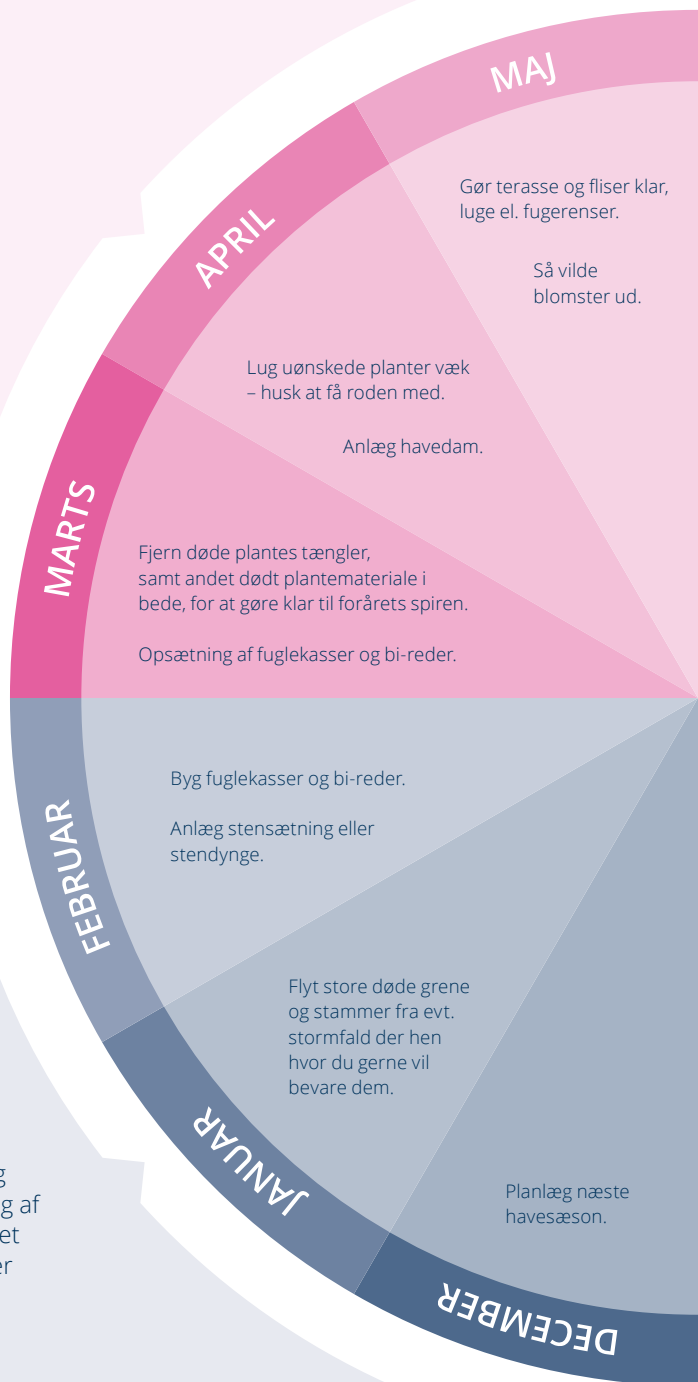 MAJ
Gør terasse og fliser klar,
luge el. fugerenser.
Så vilde
blomster ud.
APRIL
Lug uønskede planter væk
– husk at få roden med.
Anlæg havedam.
MARTS
Fjern døde plantes tængler,
samt andet dødt plantemateriale i
bede, for at gøre klar til forårets spiren.
Opsætning af fuglekasser og bi-reder.
FEBRUAR
Byg fuglekasser og bi-reder.
Anlæg stensætning eller
stendynge.
JANUAR
Flyt store døde grene
og stammer fra evt.
stormfald der hen
hvor du gerne vil
bevare dem.
DECEMBER
Planlæg næste
havesæson.
af